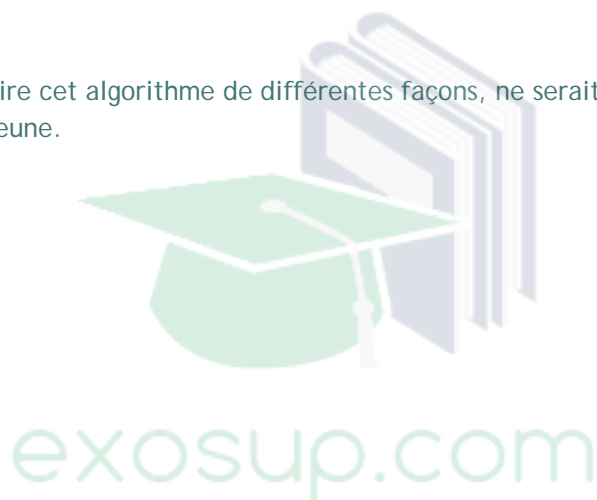 ire cet algorithme de différentes façons, ne serait
eune.
exosup.com